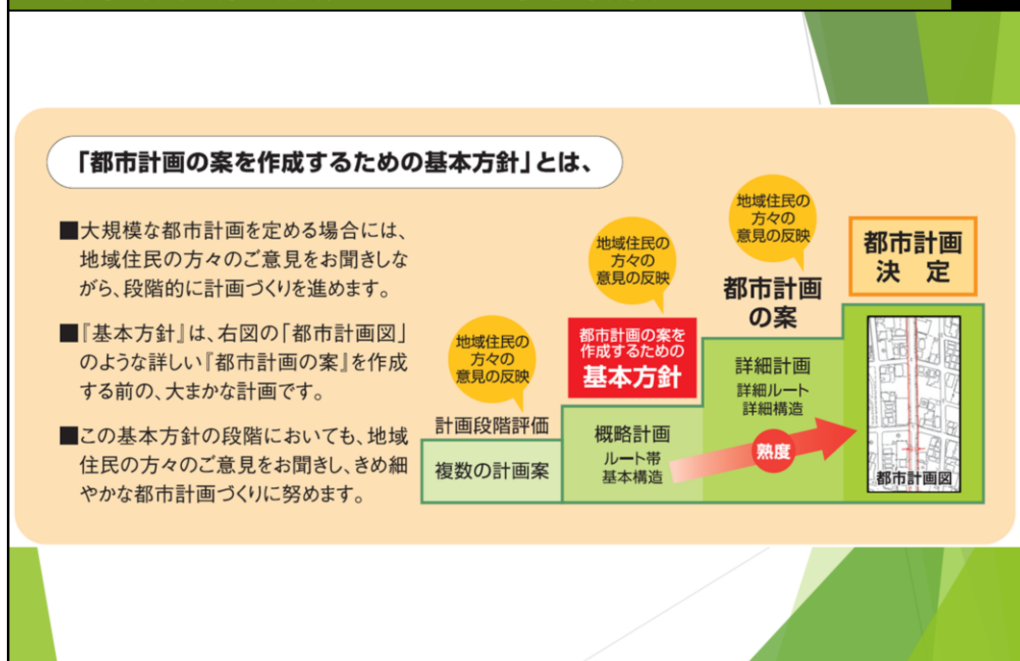 「都市計画の案を作成するための基本方針」とは、
■大規模な都市計画を定める場合には、
地域住民の方々のご意見をお聞きしな
がら、段階的に計画づくりを進めます。
■『基本方針』は、右図の「都市計画図」
のような詳しい『都市計画の案』を作成
する前の、大まかな計画です。
■この基本方針の段階においても、地域
住民の方々のご意見をお聞きし、きめ細
やかな都市計画づくりに努めます。
地域住民の
方々の
意見の反映
計画段階評価
複数の計画案
地域住民の
方々の
意見の反映
都市計画の案を
作成するための
基本方針
概略計画
ルート帯
基本構造
地域住民の
方々の
意見の反映
都市計画
の案
詳細計画
詳細ルート
詳細構造
熟度
都市計画
決 定
都市計画図